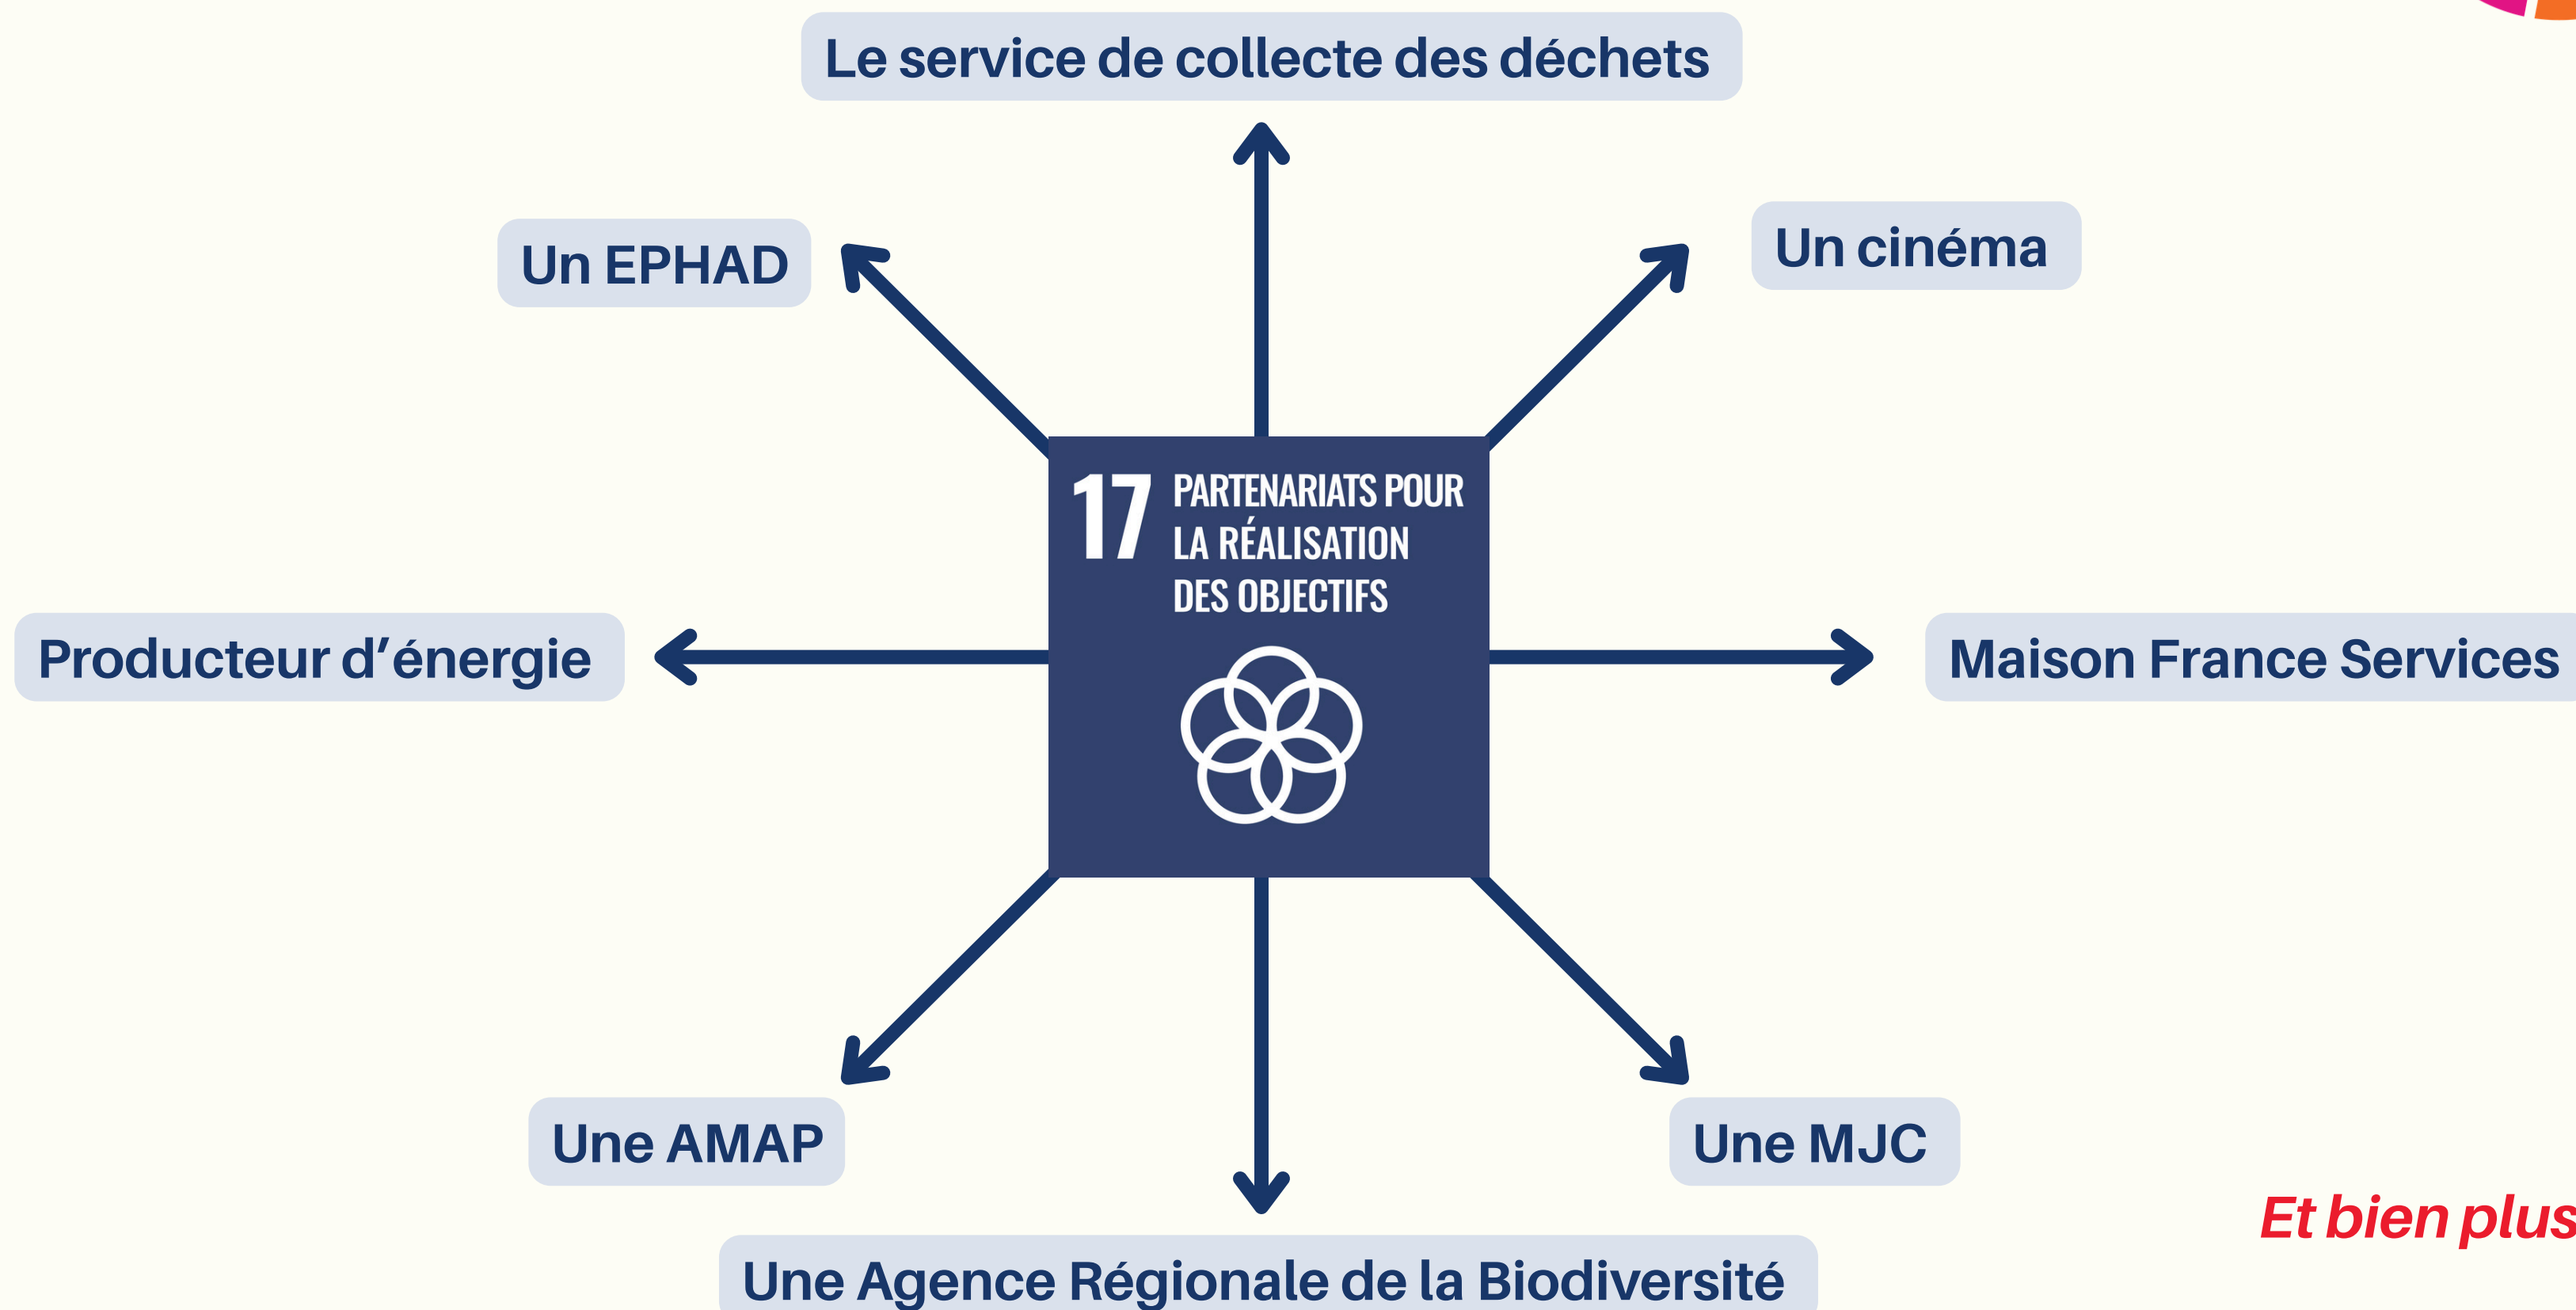 Le service de collecte des déchets
Un EPHAD
Un cinéma
17
PARTENARIATS POUR
LA RÉALISATION
DES OBJECTIFS
Producteur d’énergie
Maison France Services
Une AMAP
Une MJC
Et bien plus
Une Agence Régionale de la Biodiversité